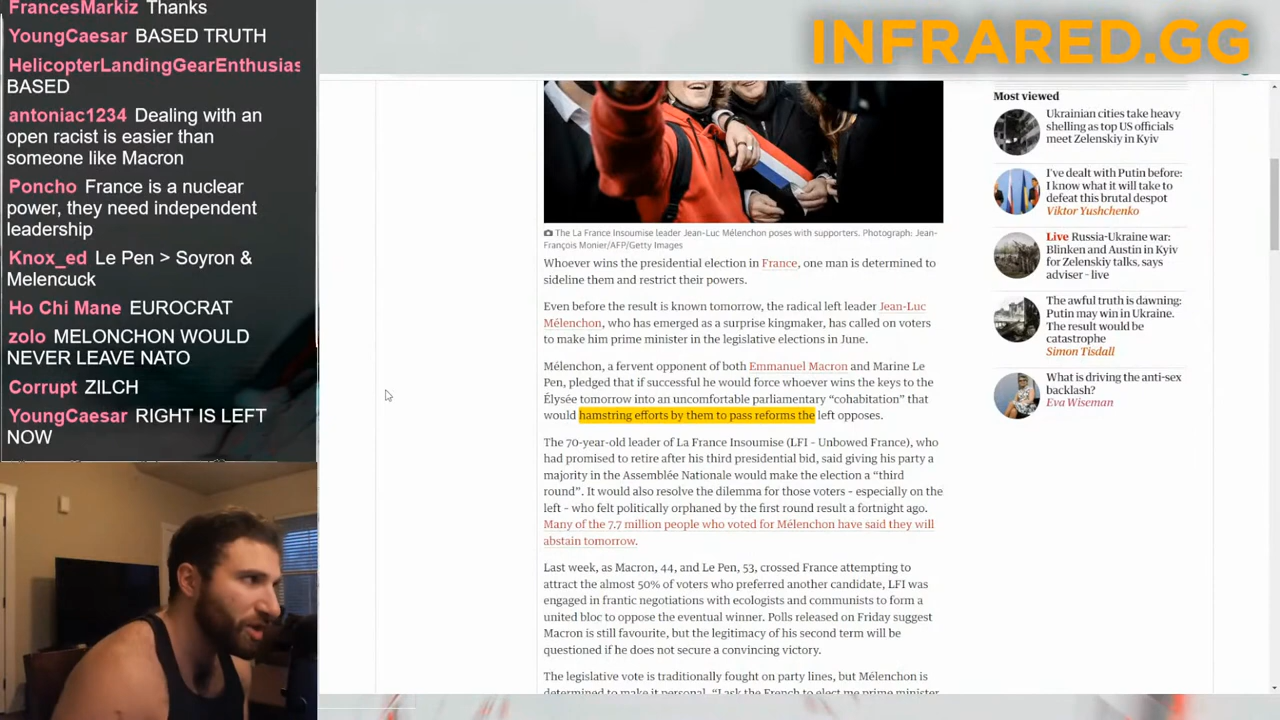 FrancesMarkiz Thanks
YoungCaesar BASED TRUTH
HelicopterLandingGearEnthusias
BASED
antoniac1234 Dealing with an
open racist is easier than
someone like Macron
Poncho France is a nuclear
power, they need independent
leadership
Knox_ed Le Pen > Soyron &
Melencuck
Ho Chi Mane EUROCRAT
zolo MELONCHON WOULD
NEVER LEAVE NATO
Corrupt ZILCH
YoungCaesar RIGHT IS LEFT
NOW
INFRARED.GG
The La France Insoumise leader Jean-Luc Mélenchon poses with supporters. Photograph: Jean-
François Monier/AFP/Getty Images
Whoever wins the presidential election in France, one man is determined to
sideline them and restrict their powers.
Even before the result is known tomorrow, the radical left leader Jean-Luc
Mélenchon, who has emerged as a surprise kingmaker, has called on voters
to make him prime minister in the legislative elections in June.
Mélenchon, a fervent opponent of both Emmanuel Macron and Marine Le
Pen, pledged that if successful he would force whoever wins the keys to the
Élysée tomorrow into an uncomfortable parliamentary “cohabitation” that
would hamstring efforts by them to pass reforms the left opposes.
The 70-year-old leader of La France Insoumise (LFI – Unbowed France), who
had promised to retire after his third presidential bid, said giving his party a
majority in the Assemblée Nationale would make the election a “third
round”. It would also resolve the dilemma for those voters – especially on the
left – who felt politically orphaned by the first round result a fortnight ago.
Many of the 7.7 million people who voted for Mélenchon have said they will
abstain tomorrow.
Last week, as Macron, 44, and Le Pen, 53, crossed France attempting to
attract the almost 50% of voters who preferred another candidate, LFI was
engaged in frantic negotiations with ecologists and communists to form a
united bloc to oppose the eventual winner. Polls released on Friday suggest
Macron is still favourite, but the legitimacy of his second term will be
questioned if he does not secure a convincing victory.
The legislative vote is traditionally fought on party lines, but Mélenchon is
determined to make it personal. “I ask the French to elect me prime minister
Most viewed
Ukrainian cities take heavy
shelling as top US officials
meet Zelenskiy in Kyiv
I've dealt with Putin before:
I know what it will take to
defeat this brutal despot
Viktor Yushchenko
Live Russia-Ukraine war:
Blinken and Austin in Kyiv
for Zelenskiy talks, says
adviser – live
The awful truth is dawning:
Putin may win in Ukraine.
The result would be
catastrophe
Simon Tisdall
What is driving the anti-sex
backlash?
Eva Wiseman